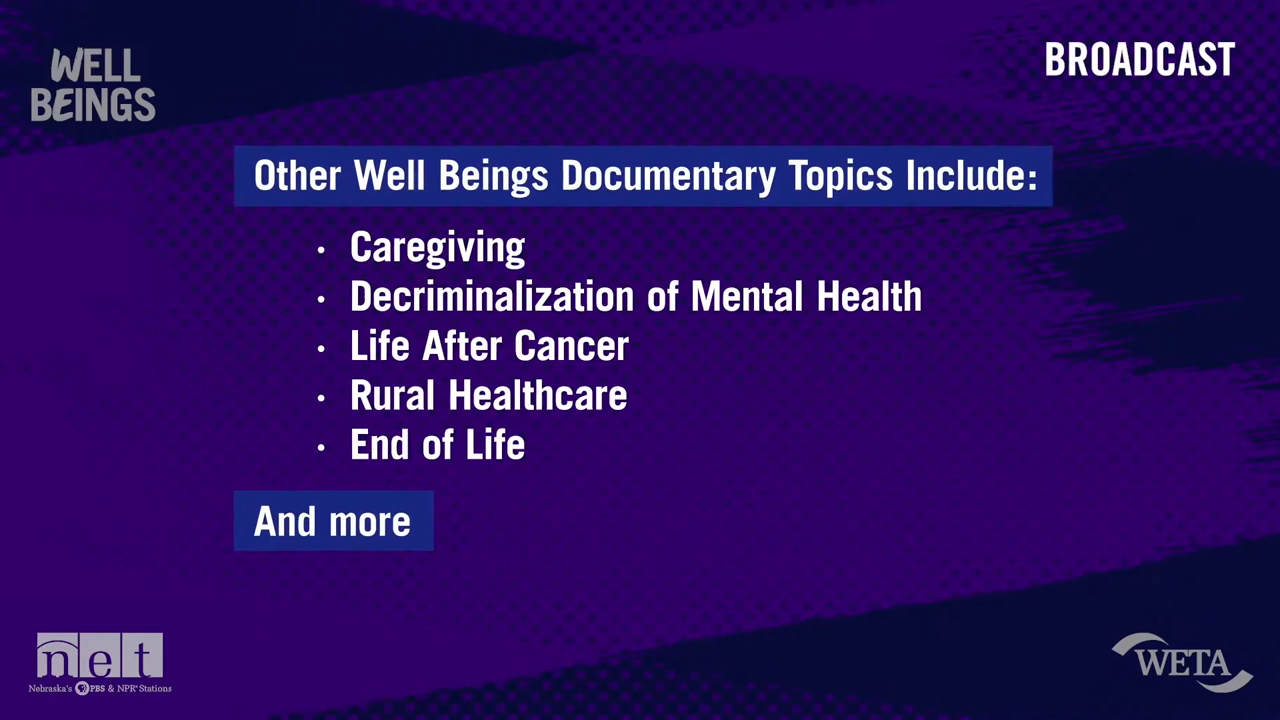 WELL
BEINGS
BROADCAST
Other Well Beings Documentary Topics Include:
· Caregiving
· Decriminalization of Mental Health
· Life After Cancer
· Rural Healthcare
· End of Life
And more
net
Nebraska's PBS & NPR® Stations
WETA